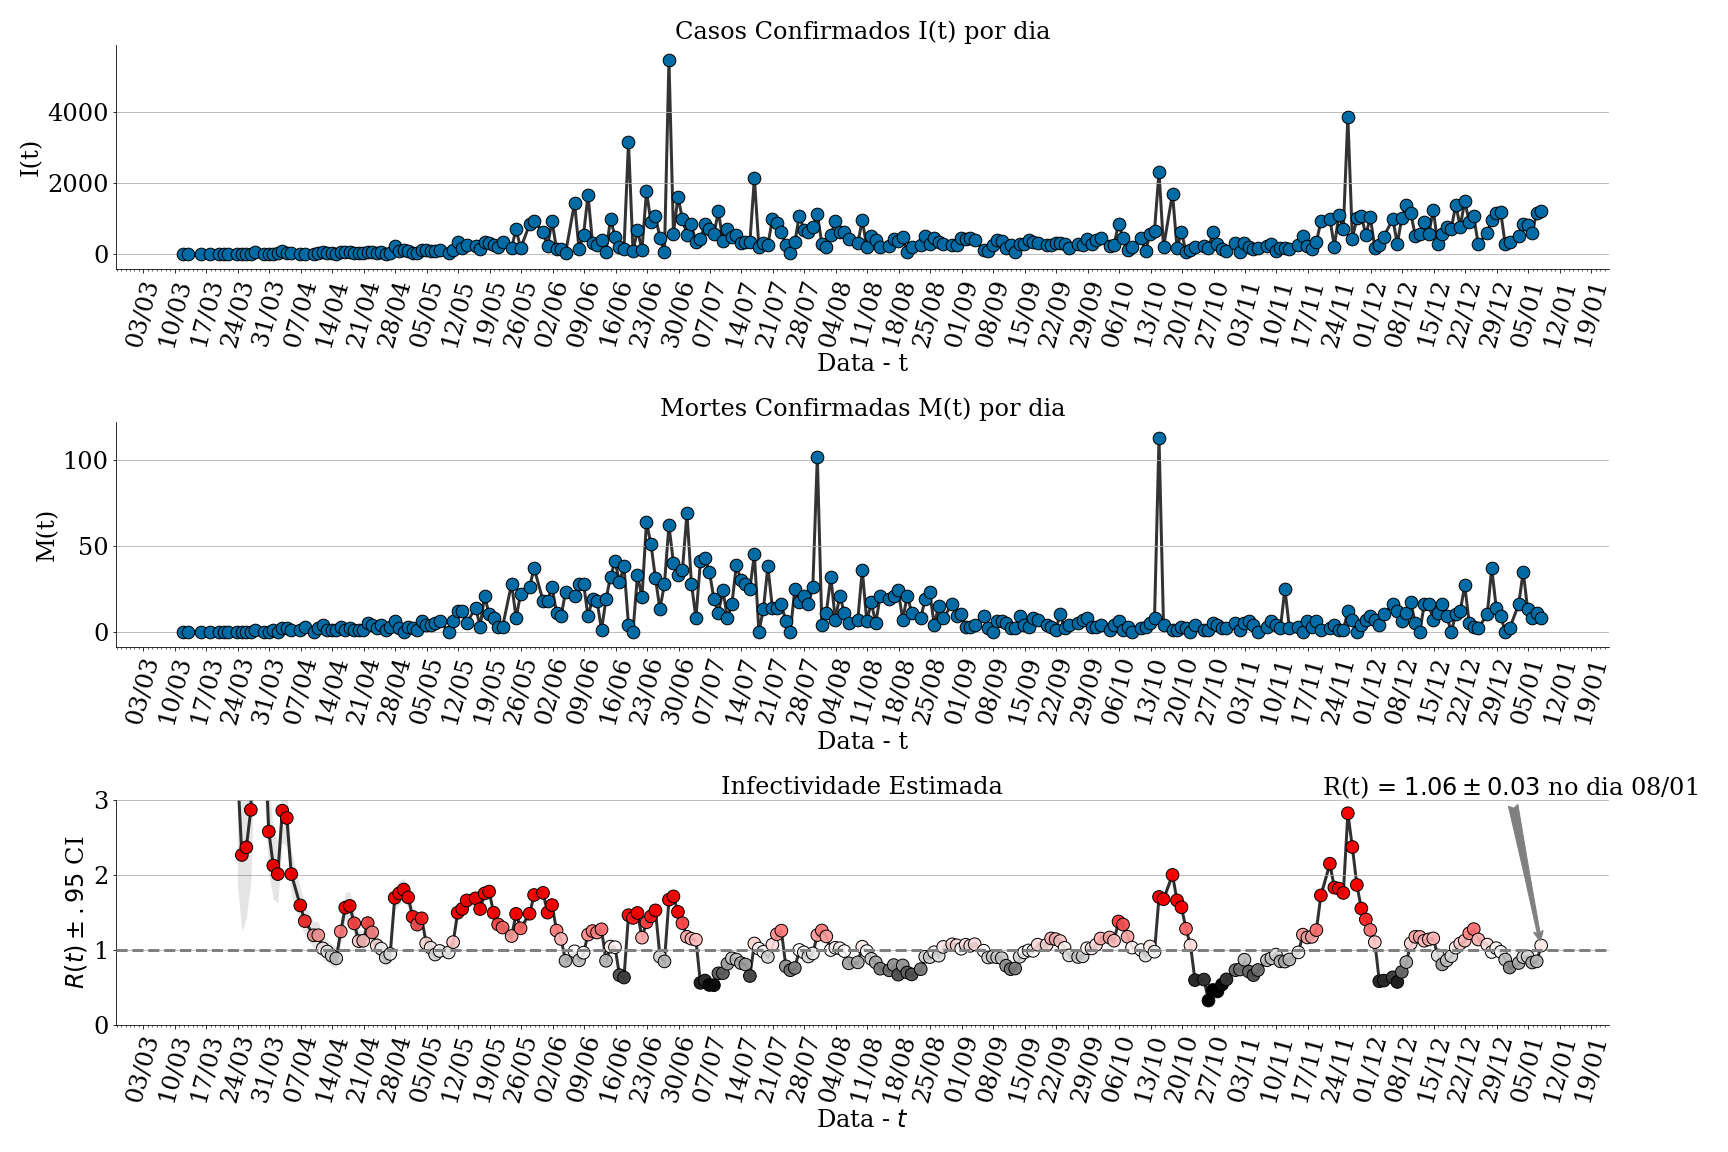 Casos Confirmados I(t) por dia
4000
2000
0
I(t)
03/03 10/03 17/03 24/03 31/03 07/04 14/04 21/04 28/04 05/05 12/05 19/05 26/05 02/06 09/06 16/06 23/06 30/06 07/07 14/07 21/07 28/07 04/08 11/08 18/08 25/08 01/09 08/09 15/09 22/09 29/09 06/10 13/10 20/10 27/10 03/11 10/11 17/11 24/11 01/12 08/12 15/12 22/12 29/12 05/01 12/01 19/01
Data - t
Mortes Confirmadas M(t) por dia
100
50
0
M(t)
03/03 10/03 17/03 24/03 31/03 07/04 14/04 21/04 28/04 05/05 12/05 19/05 26/05 02/06 09/06 16/06 23/06 30/06 07/07 14/07 21/07 28/07 04/08 11/08 18/08 25/08 01/09 08/09 15/09 22/09 29/09 06/10 13/10 20/10 27/10 03/11 10/11 17/11 24/11 01/12 08/12 15/12 22/12 29/12 05/01 12/01 19/01
Data - t
Infectividade Estimada
R(t) = 1.06 ± 0.03 no dia 08/01
3
2
1
0
R(t) ± .95 CI
03/03 10/03 17/03 24/03 31/03 07/04 14/04 21/04 28/04 05/05 12/05 19/05 26/05 02/06 09/06 16/06 23/06 30/06 07/07 14/07 21/07 28/07 04/08 11/08 18/08 25/08 01/09 08/09 15/09 22/09 29/09 06/10 13/10 20/10 27/10 03/11 10/11 17/11 24/11 01/12 08/12 15/12 22/12 29/12 05/01 12/01 19/01
Data - t